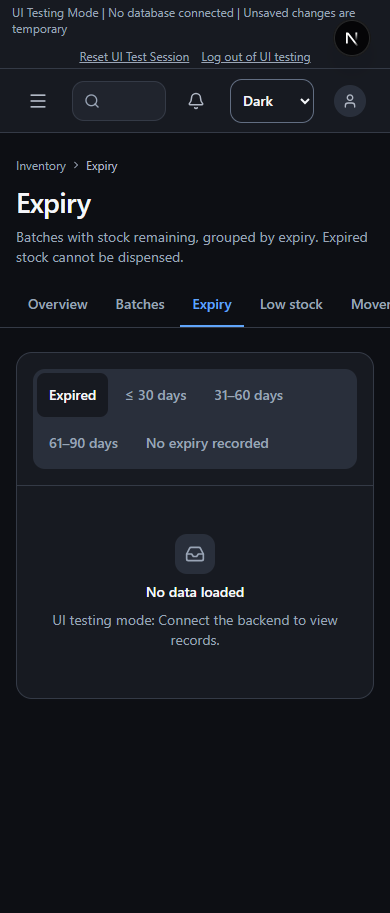 UI Testing Mode | No database connected | Unsaved changes are
temporary
N
Reset UI Test Session Log out of UI testing
Dark
Inventory > Expiry
Expiry
Batches with stock remaining, grouped by expiry. Expired
stock cannot be dispensed.
Overview Batches Expiry Low stock Mover
Expired ≤ 30 days 31–60 days
61–90 days No expiry recorded
No data loaded
UI testing mode: Connect the backend to view
records.